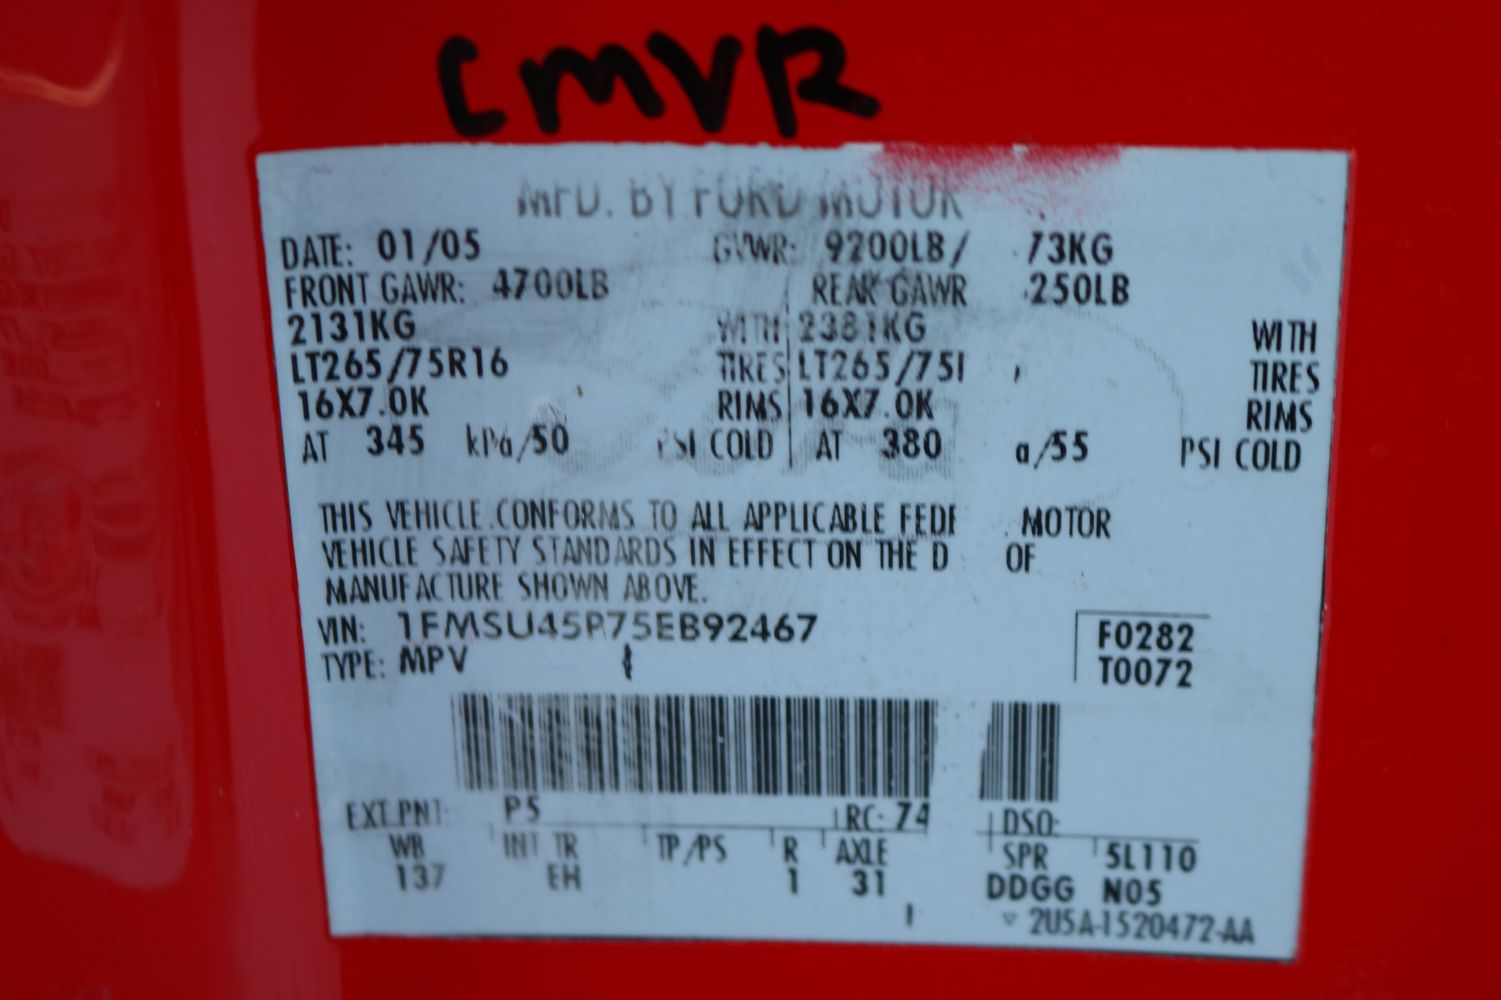 CMVR
MFD. BY FORD MOTOR
DATE: 01/05 GVWR: 9200LB/ 73KG
FRONT GAWR: 4700LB REAR GAWR 250LB
2131KG WITH 2381KG WITH
LT265/75R16 TIRES LT265/75 TIRES
16X7.0K RIMS 16X7.0K RIMS
AT 345 kPa/50 PSI COLD AT 380 a/55 PSI COLD
THIS VEHICLE CONFORMS TO ALL APPLICABLE FEDE MOTOR
VEHICLE SAFETY STANDARDS IN EFFECT ON THE D OF
MANUFACTURE SHOWN ABOVE.
VIN: 1FMSU45P75EB92467 F0282
TYPE: MPV T0072
EXT PNT: P5 RC: 74 DSO:
WB INT TR TP/PS R AXLE SPR 5L110
137 EH 1 31 DDGG N05
2U5A-1520472-AA